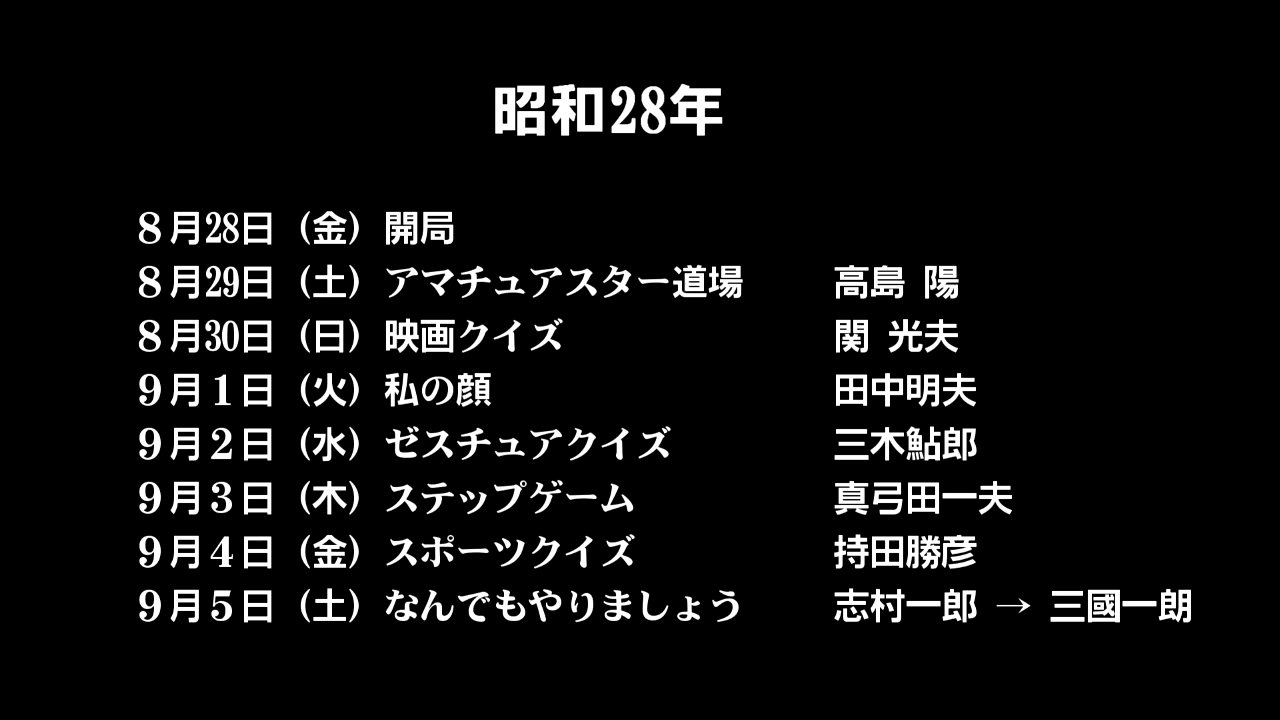 昭和28年
8月28日（金）開局
8月29日（土）アマチュアスター道場　高島 陽
8月30日（日）映画クイズ　関 光夫
9月1日（火）私の顔　田中明夫
9月2日（水）ゼスチュアクイズ　三木鮎郎
9月3日（木）ステップゲーム　真弓田一夫
9月4日（金）スポーツクイズ　持田勝彦
9月5日（土）なんでもやりましょう　志村一郎 → 三國一朗